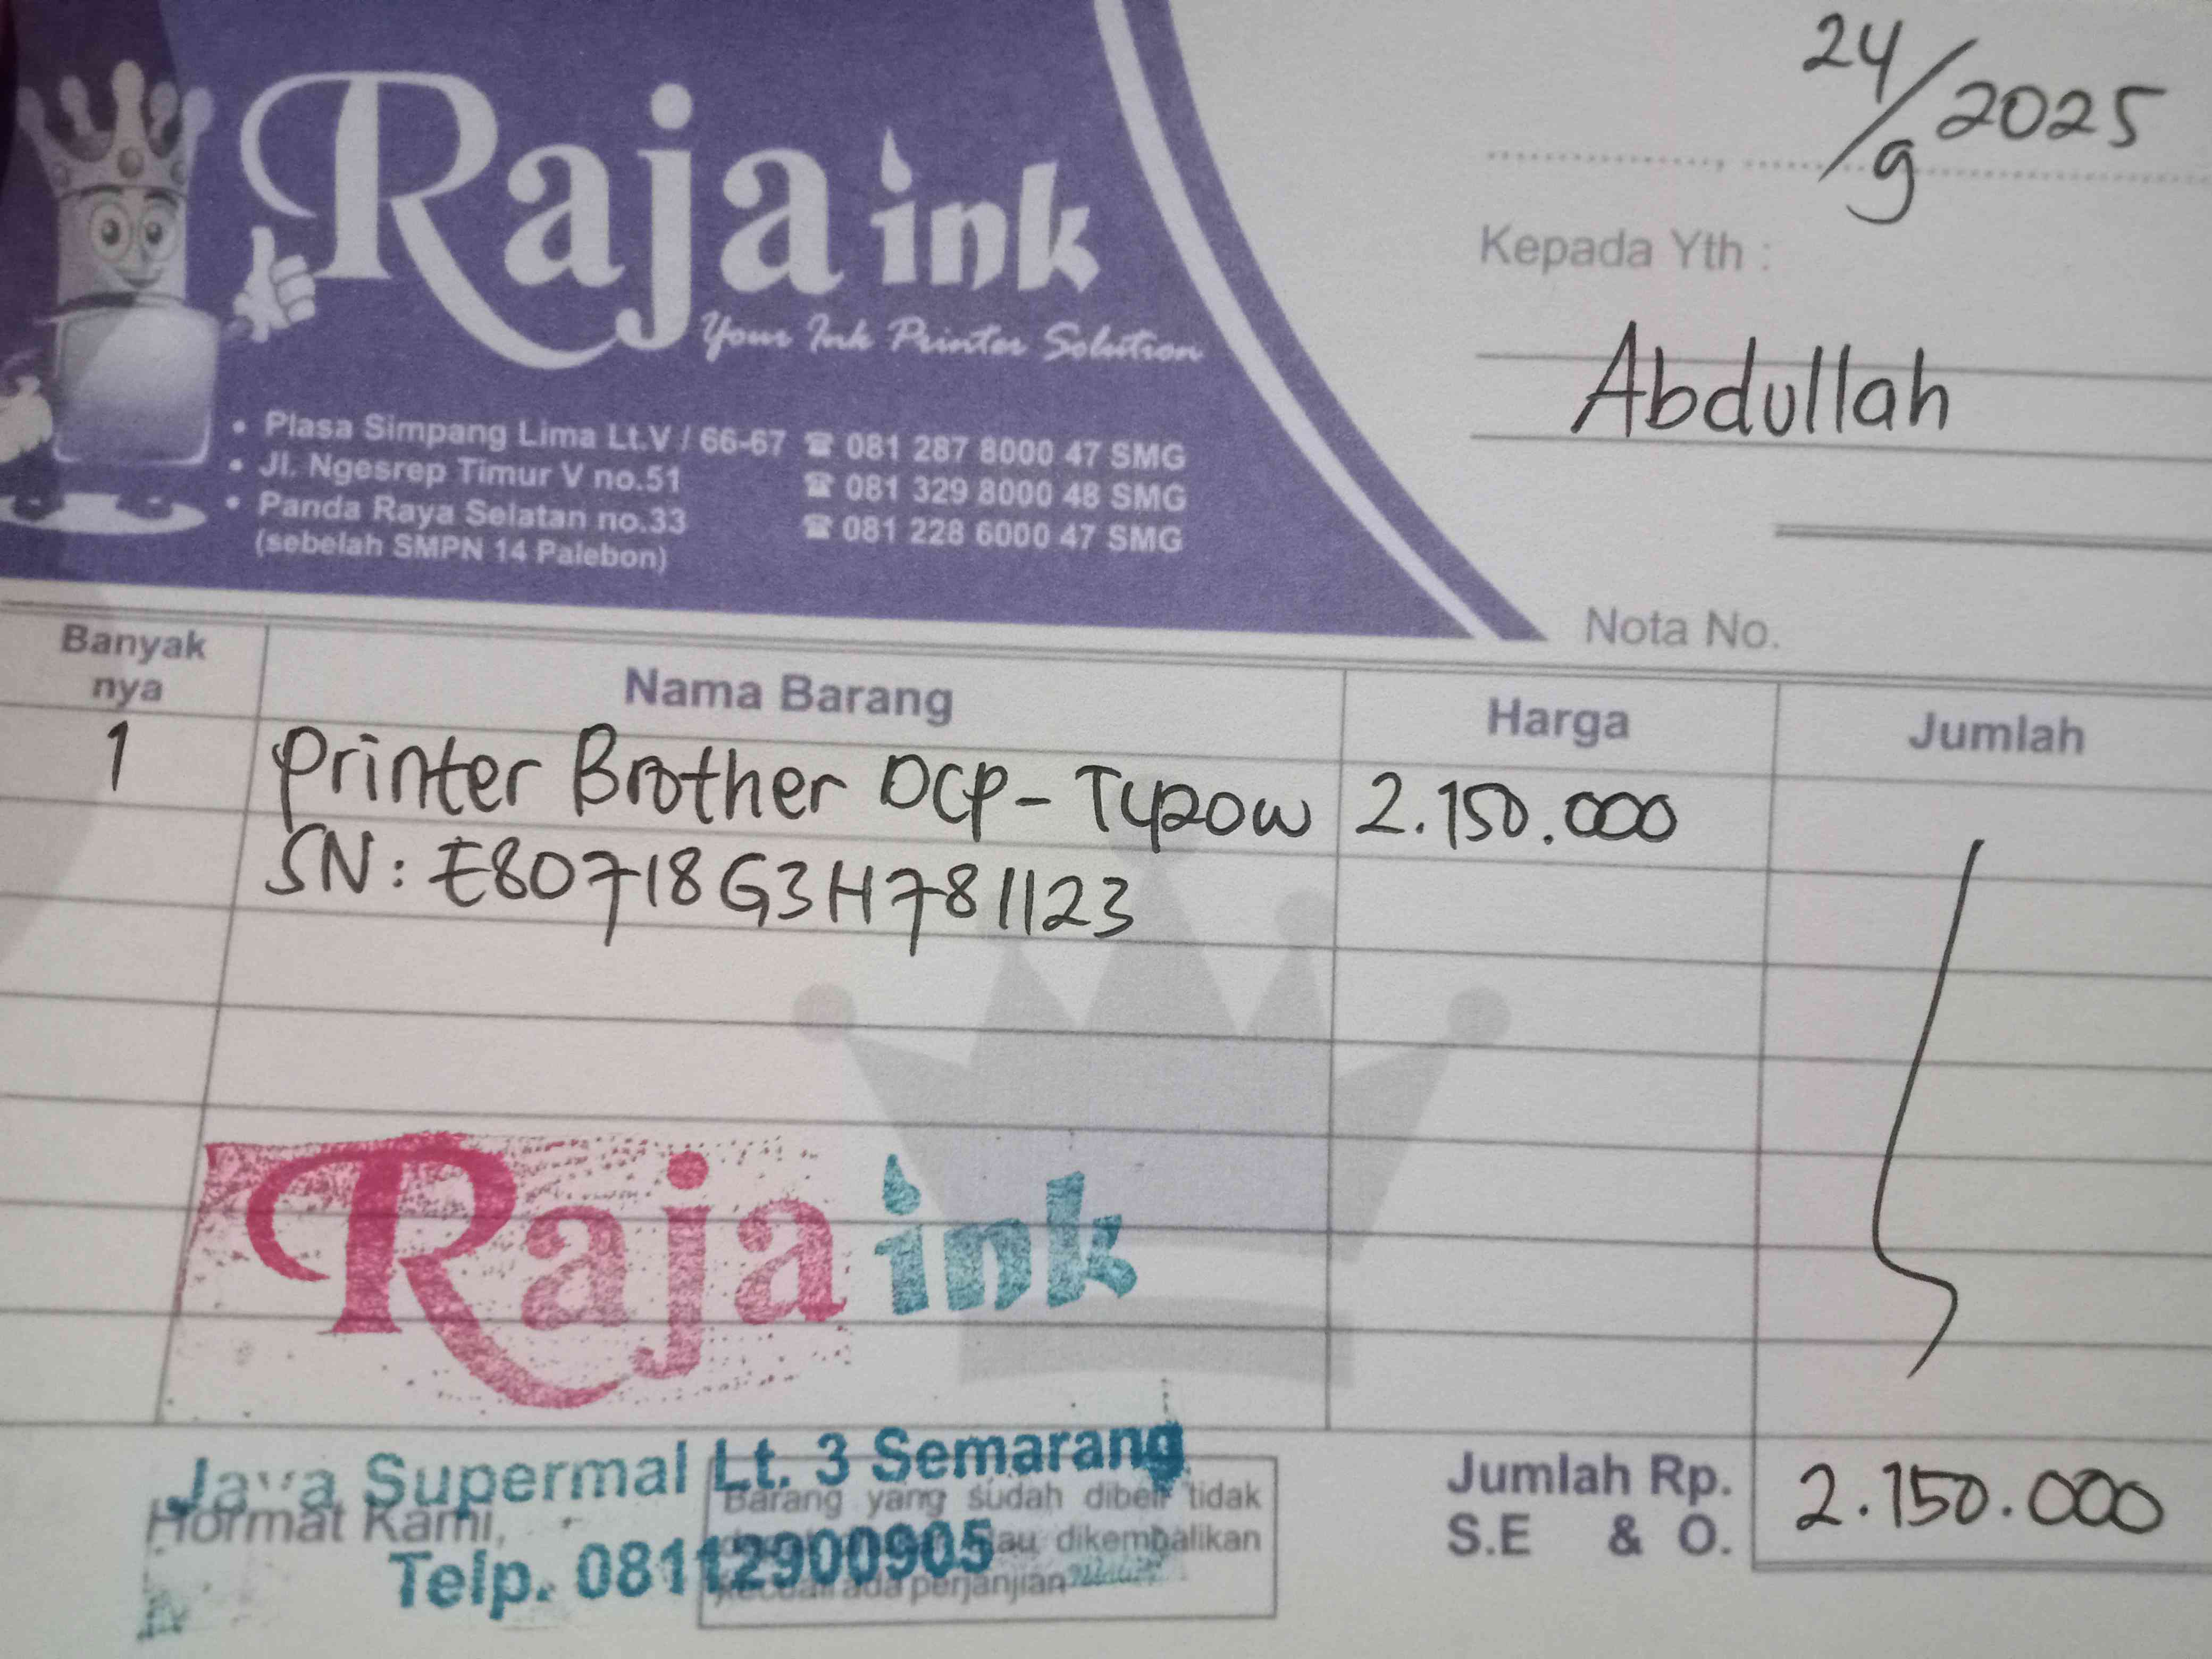 24/9 2025
Raja ink
Your Ink Printer Solution
Kepada Yth :
Abdullah
• Plasa Simpang Lima Lt.V / 66-67 ☎ 081 287 8000 47 SMG
• Jl. Ngesrep Timur V no.51 ☎ 081 329 8000 48 SMG
• Panda Raya Selatan no.33 ☎ 081 228 6000 47 SMG
(sebelah SMPN 14 Palebon)
Nota No.
Banyak
nya
Nama Barang
Harga
Jumlah
1 Printer Brother DCP-T420W 2.150.000
SN: E80718G3H781123
Raja ink
Java Supermal Lt. 3 Semarang
Telp. 08112900905
Hormat Kami,
Barang yang sudah dibeli tidak
dikembalikan
kecuali ada perjanjian
Jumlah Rp. 2.150.000
S.E & O.